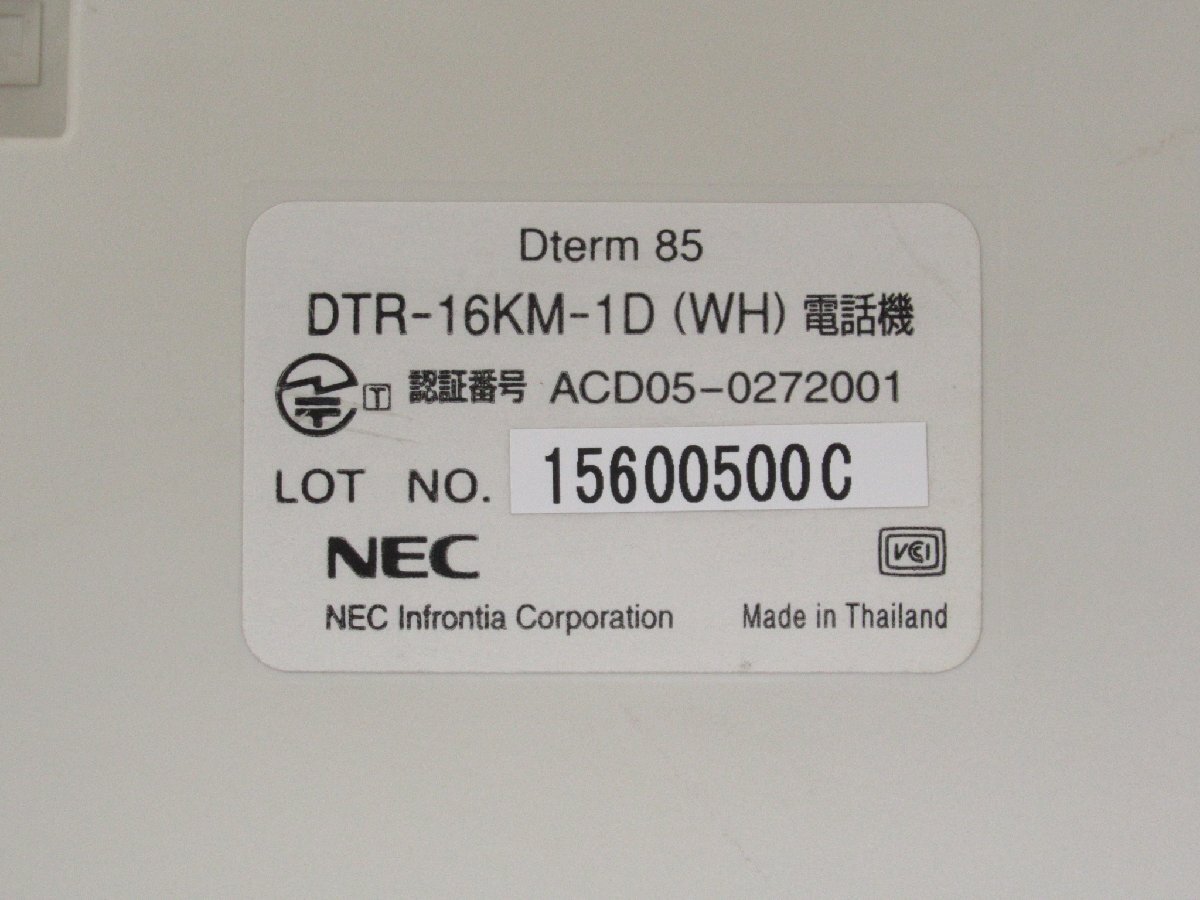 Dterm 85
DTR-16KM-1D (WH) 電話機
T 認証番号 ACD05-0272001
LOT NO. 15600500C
NEC VCCI
NEC Infrontia Corporation Made in Thailand